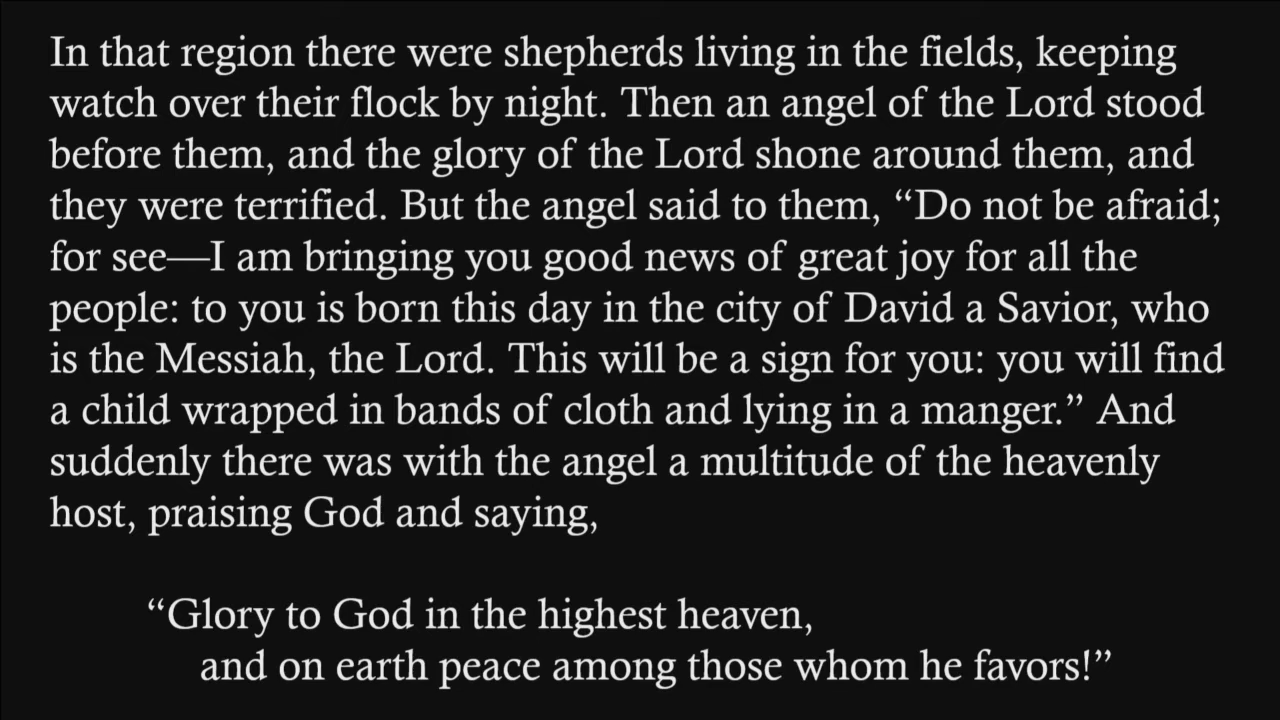 In that region there were shepherds living in the fields, keeping
watch over their flock by night. Then an angel of the Lord stood
before them, and the glory of the Lord shone around them, and
they were terrified. But the angel said to them, “Do not be afraid;
for see—I am bringing you good news of great joy for all the
people: to you is born this day in the city of David a Savior, who
is the Messiah, the Lord. This will be a sign for you: you will find
a child wrapped in bands of cloth and lying in a manger.” And
suddenly there was with the angel a multitude of the heavenly
host, praising God and saying,
“Glory to God in the highest heaven,
and on earth peace among those whom he favors!”